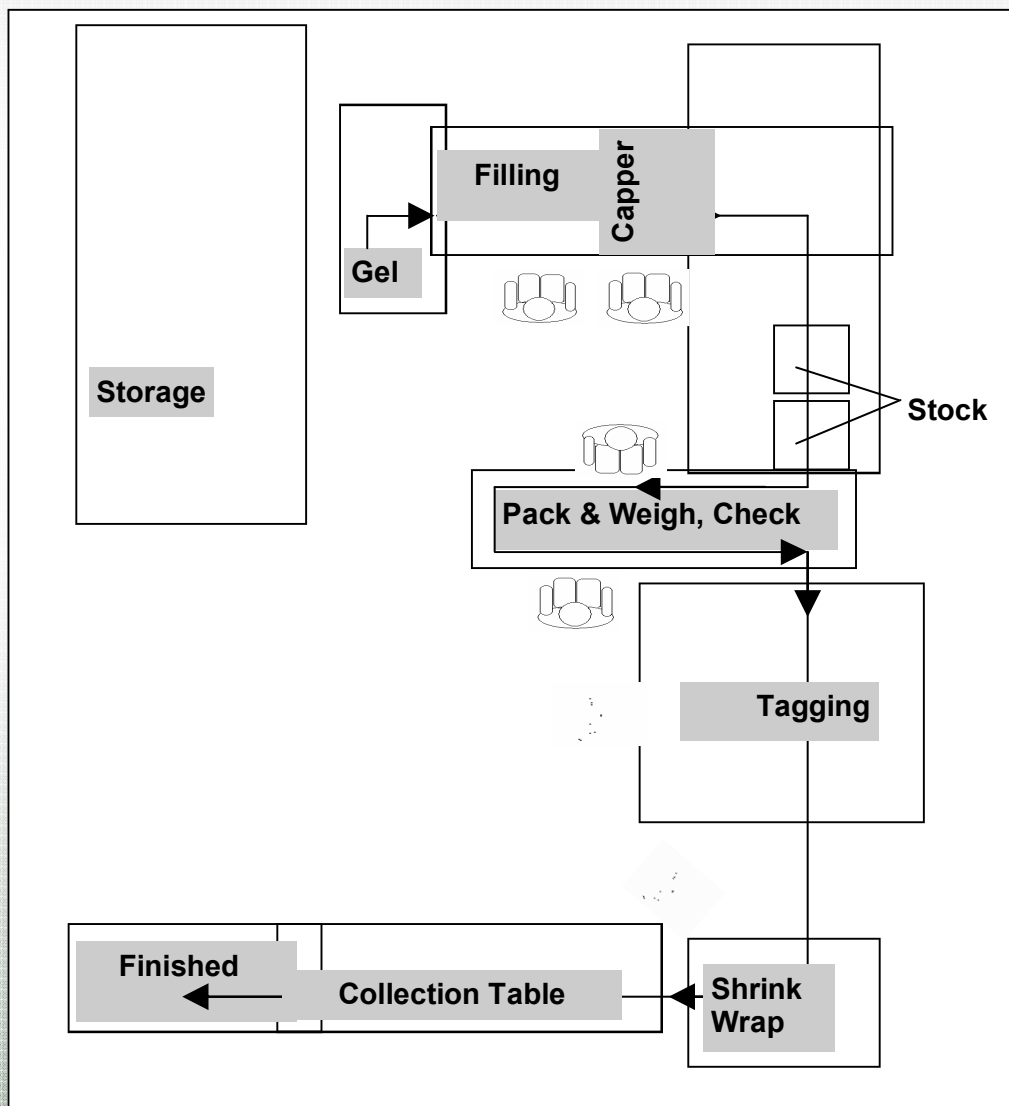 Filling
Capper
Gel
Storage
Stock
Pack & Weigh, Check
Tagging
Finished
Collection Table
Shrink
Wrap